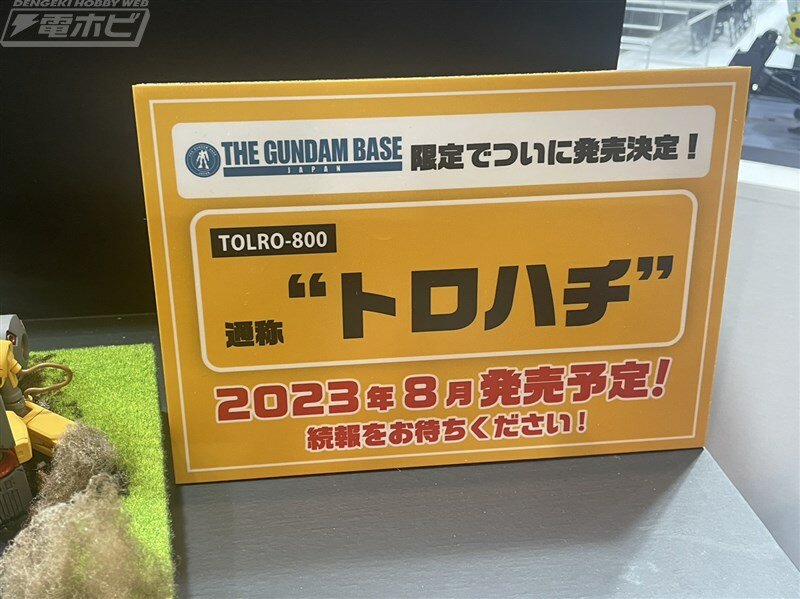 DENGEKI HOBBY WEB
電ホビ
THE GUNDAM BASE
JAPAN
限定でついに発売決定！
TOLRO-800
通称 “トロハチ”
2023年8月発売予定！
続報をお待ちください！